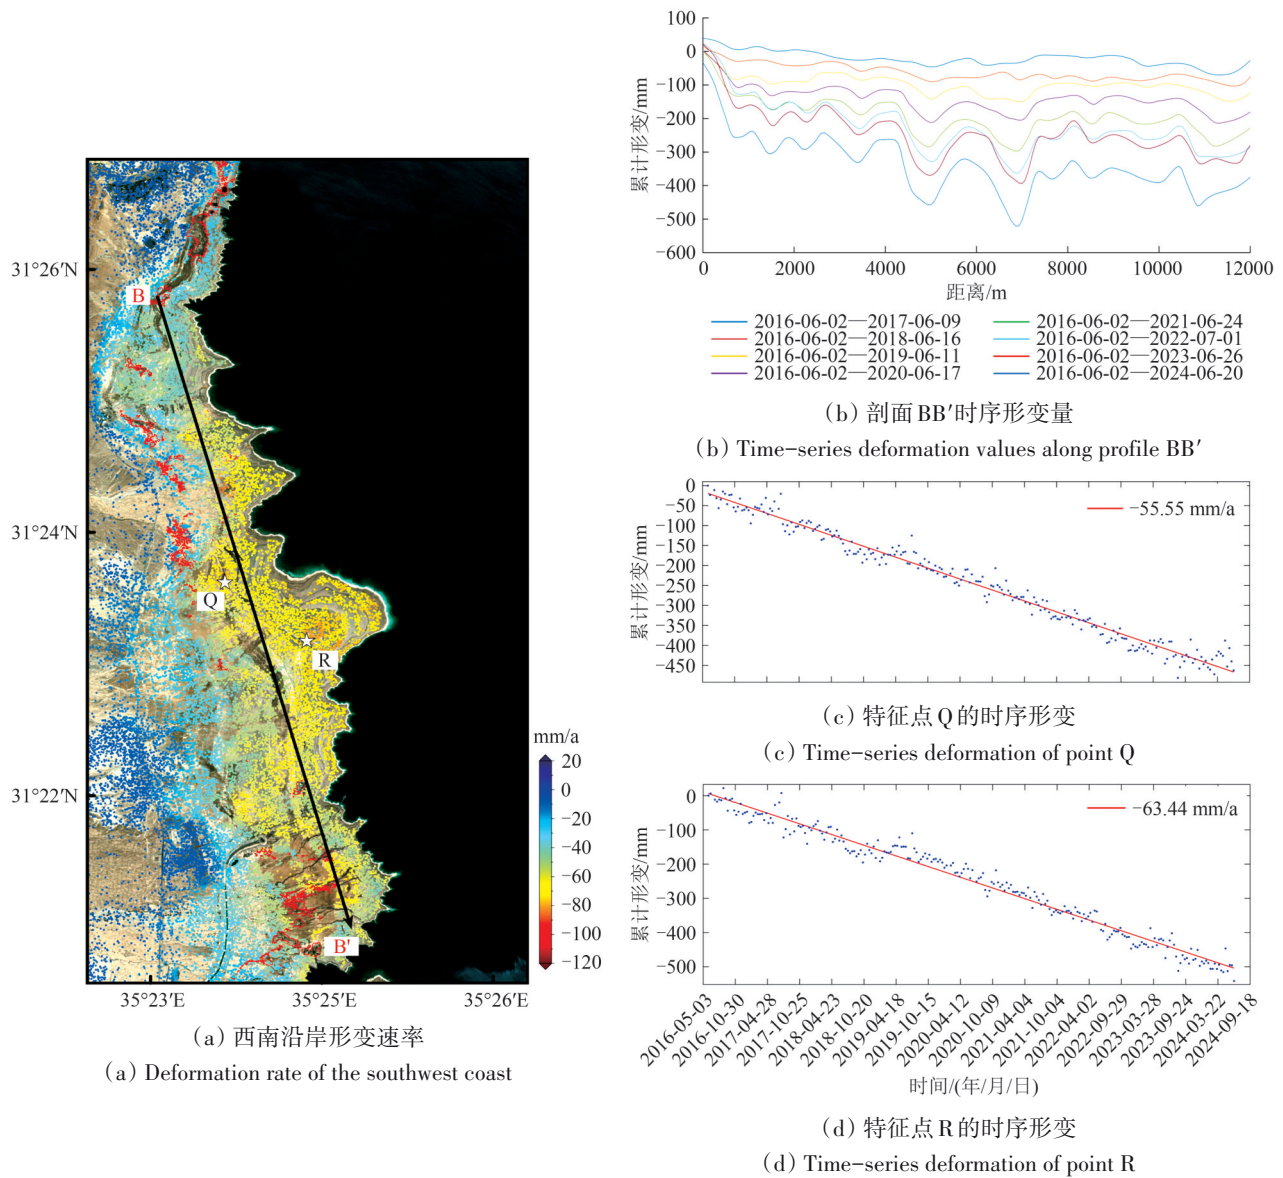 31°26′N
31°24′N
31°22′N
35°23′E
35°25′E
35°26′E
B
Q
R
B'
mm/a
20
0
−20
−40
−60
−80
−100
−120
(a)西南沿岸形变速率
(a) Deformation rate of the southwest coast
累计形变/mm
100
0
−100
−200
−300
−400
−500
−600
0
2000
4000
6000
8000
10000
12000
距离/m
2016-06-02—2017-06-09
2016-06-02—2018-06-16
2016-06-02—2019-06-11
2016-06-02—2020-06-17
2016-06-02—2021-06-24
2016-06-02—2022-07-01
2016-06-02—2023-06-26
2016-06-02—2024-06-20
(b)剖面BB′时序形变量
(b) Time−series deformation values along profile BB′
累计形变/mm
0
−50
−100
−150
−200
−250
−300
−350
−400
−450
−55.55 mm/a
(c)特征点Q的时序形变
(c) Time−series deformation of point Q
累计形变/mm
0
−100
−200
−300
−400
−500
−63.44 mm/a
2016-05-03
2016-10-30
2017-04-28
2017-10-25
2018-04-23
2018-10-20
2019-04-18
2019-10-15
2020-04-12
2020-10-09
2021-04-04
2021-10-04
2022-04-02
2022-09-29
2023-03-28
2023-09-24
2024-03-22
2024-09-18
时间/(年/月/日)
(d)特征点R的时序形变
(d) Time−series deformation of point R